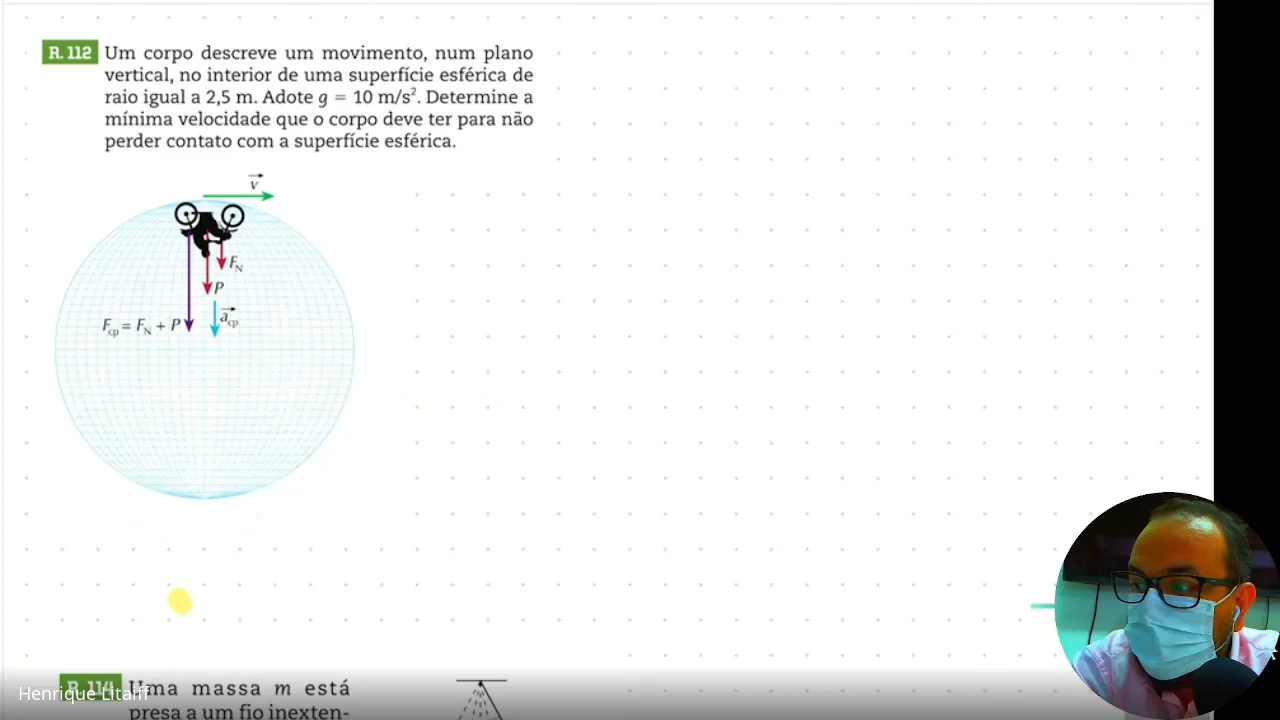 R. 112 Um corpo descreve um movimento, num plano
vertical, no interior de uma superfície esférica de
raio igual a 2,5 m. Adote g = 10 m/s². Determine a
mínima velocidade que o corpo deve ter para não
perder contato com a superfície esférica.
v
F_N
P
a_cp
F_cp = F_N + P
R. 114 Uma massa m está
presa a um fio inexten-
Henrique Litaiff